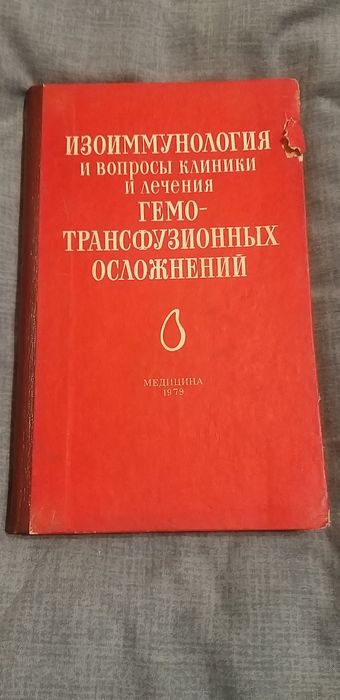 ИЗОИММУНОЛОГИЯ
И ВОПРОСЫ КЛИНИКИ
И ЛЕЧЕНИЯ
ГЕМО-
ТРАНСФУЗИОННЫХ
ОСЛОЖНЕНИЙ
МЕДИЦИНА
1979